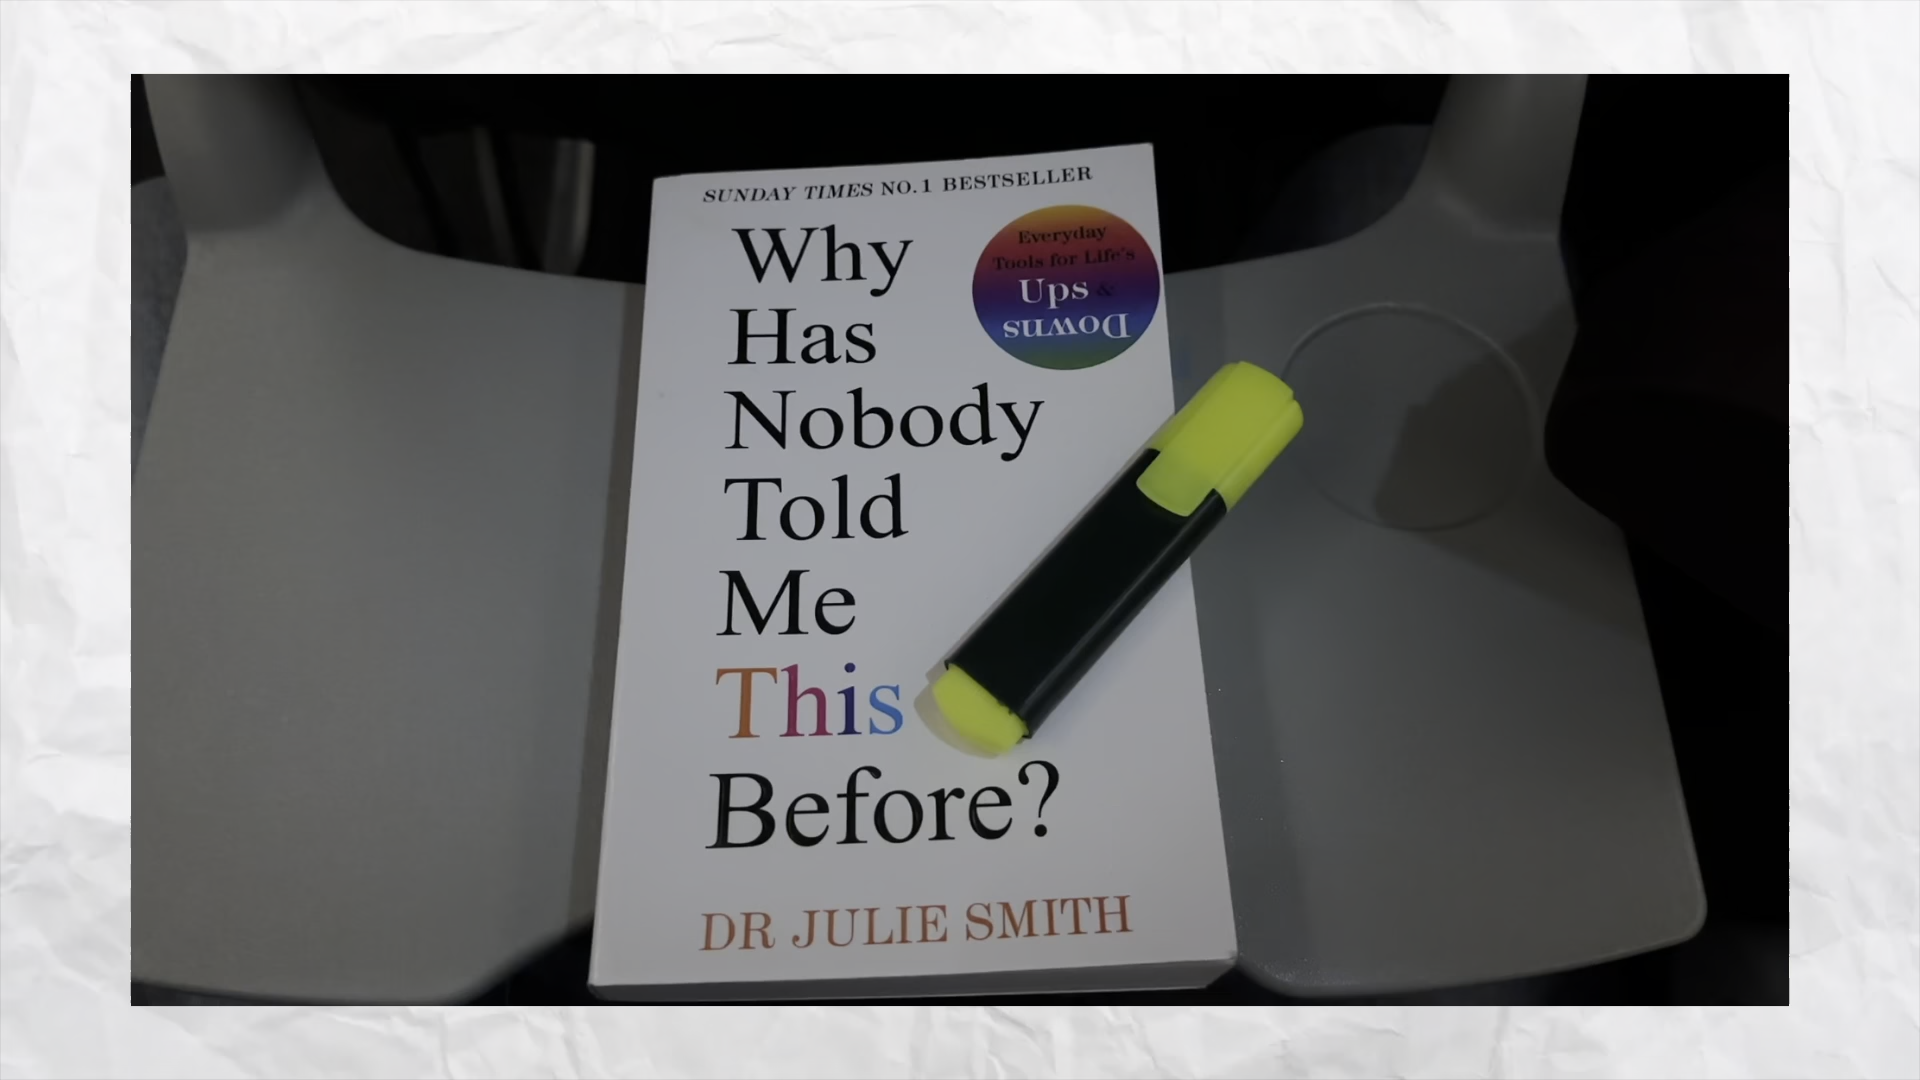 SUNDAY TIMES NO. 1 BESTSELLER
Why
Has
Nobody
Told
Me
This
Before?
Everyday
Tools for Life's
Ups &
Downs
DR JULIE SMITH